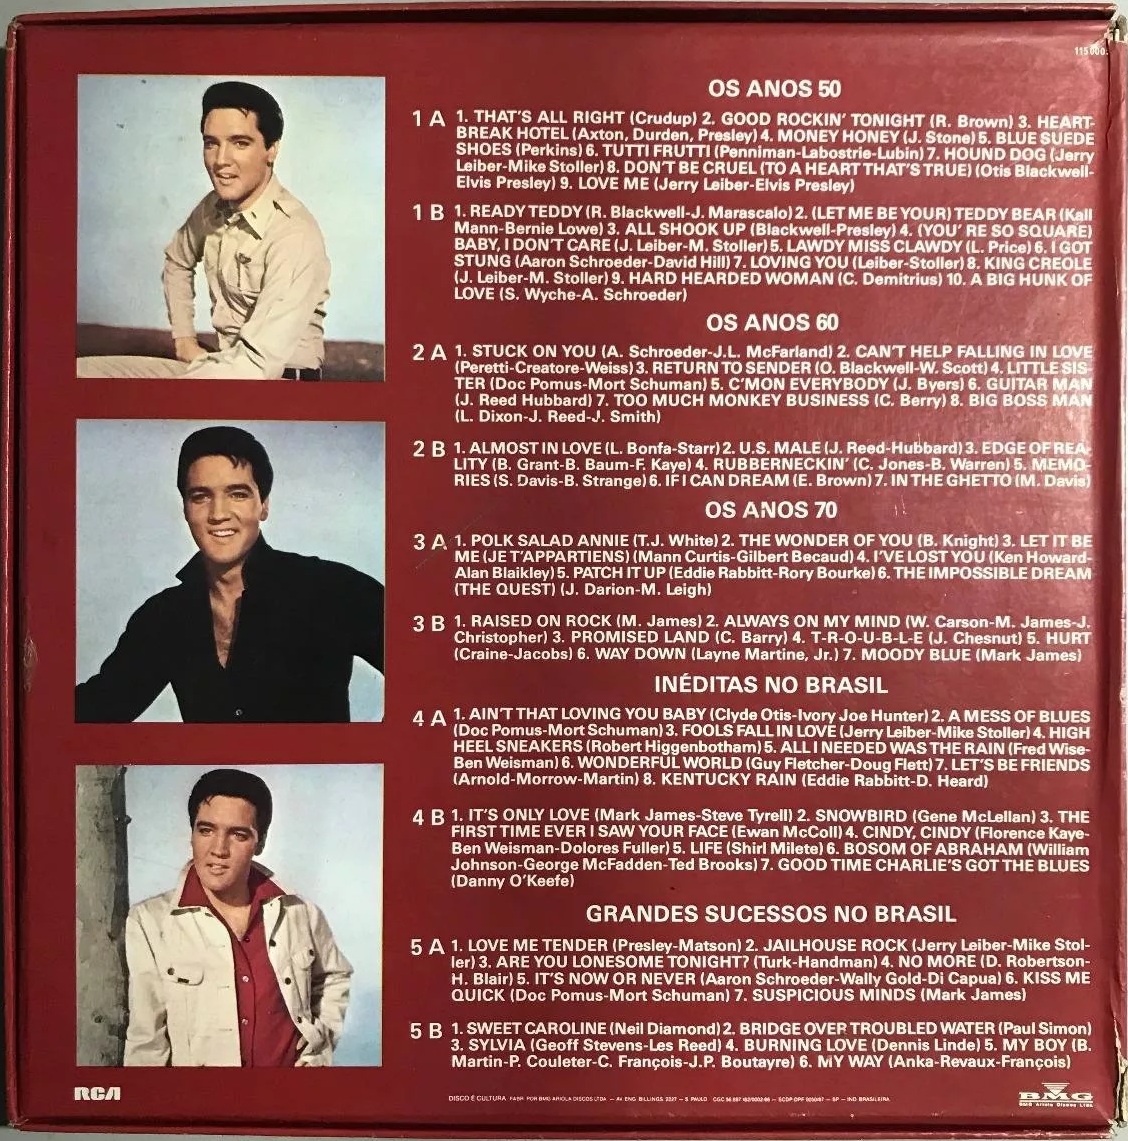 115 000
OS ANOS 50
1 A 1. THAT'S ALL RIGHT (Crudup) 2. GOOD ROCKIN' TONIGHT (R. Brown) 3. HEART-
BREAK HOTEL (Axton, Durden, Presley) 4. MONEY HONEY (J. Stone) 5. BLUE SUEDE
SHOES (Perkins) 6. TUTTI FRUTTI (Penniman-Labostrie-Lubin) 7. HOUND DOG (Jerry
Leiber-Mike Stoller) 8. DON'T BE CRUEL (TO A HEART THAT'S TRUE) (Otis Blackwell-
Elvis Presley) 9. LOVE ME (Jerry Leiber-Elvis Presley)
1 B 1. READY TEDDY (R. Blackwell-J. Marascalo) 2. (LET ME BE YOUR) TEDDY BEAR (Kall
Mann-Bernie Lowe) 3. ALL SHOOK UP (Blackwell-Presley) 4. (YOU' RE SO SQUARE)
BABY, I DON'T CARE (J. Leiber-M. Stoller) 5. LAWDY MISS CLAWDY (L. Price) 6. I GOT
STUNG (Aaron Schroeder-David Hill) 7. LOVING YOU (Leiber-Stoller) 8. KING CREOLE
(J. Leiber-M. Stoller) 9. HARD HEARDED WOMAN (C. Demitrius) 10. A BIG HUNK OF
LOVE (S. Wyche-A. Schroeder)
OS ANOS 60
2 A 1. STUCK ON YOU (A. Schroeder-J.L. McFarland) 2. CAN'T HELP FALLING IN LOVE
(Peretti-Creatore-Weiss) 3. RETURN TO SENDER (O. Blackwell-W. Scott) 4. LITTLE SIS-
TER (Doc Pomus-Mort Schuman) 5. C'MON EVERYBODY (J. Byers) 6. GUITAR MAN
(J. Reed Hubbard) 7. TOO MUCH MONKEY BUSINESS (C. Berry) 8. BIG BOSS MAN
(L. Dixon-J. Reed-J. Smith)
2 B 1. ALMOST IN LOVE (L. Bonfa-Starr) 2. U.S. MALE (J. Reed-Hubbard) 3. EDGE OF REA-
LITY (B. Grant-B. Baum-F. Kaye) 4. RUBBERNECKIN' (C. Jones-B. Warren) 5. MEMO-
RIES (S. Davis-B. Strange) 6. IF I CAN DREAM (E. Brown) 7. IN THE GHETTO (M. Davis)
OS ANOS 70
3 A 1. POLK SALAD ANNIE (T.J. White) 2. THE WONDER OF YOU (B. Knight) 3. LET IT BE
ME (JE T'APPARTIENS) (Mann Curtis-Gilbert Becaud) 4. I'VE LOST YOU (Ken Howard-
Alan Blaikley) 5. PATCH IT UP (Eddie Rabbitt-Rory Bourke) 6. THE IMPOSSIBLE DREAM
(THE QUEST) (J. Darion-M. Leigh)
3 B 1. RAISED ON ROCK (M. James) 2. ALWAYS ON MY MIND (W. Carson-M. James-J.
Christopher) 3. PROMISED LAND (C. Barry) 4. T-R-O-U-B-L-E (J. Chesnut) 5. HURT
(Craine-Jacobs) 6. WAY DOWN (Layne Martine, Jr.) 7. MOODY BLUE (Mark James)
INÉDITAS NO BRASIL
4 A 1. AIN'T THAT LOVING YOU BABY (Clyde Otis-Ivory Joe Hunter) 2. A MESS OF BLUES
(Doc Pomus-Mort Schuman) 3. FOOLS FALL IN LOVE (Jerry Leiber-Mike Stoller) 4. HIGH
HEEL SNEAKERS (Robert Higgenbotham) 5. ALL I NEEDED WAS THE RAIN (Fred Wise-
Ben Weisman) 6. WONDERFUL WORLD (Guy Fletcher-Doug Flett) 7. LET'S BE FRIENDS
(Arnold-Morrow-Martin) 8. KENTUCKY RAIN (Eddie Rabbitt-D. Heard)
4 B 1. IT'S ONLY LOVE (Mark James-Steve Tyrell) 2. SNOWBIRD (Gene McLellan) 3. THE
FIRST TIME EVER I SAW YOUR FACE (Ewan McColl) 4. CINDY, CINDY (Florence Kaye-
Ben Weisman-Dolores Fuller) 5. LIFE (Shirl Milete) 6. BOSOM OF ABRAHAM (William
Johnson-George McFadden-Ted Brooks) 7. GOOD TIME CHARLIE'S GOT THE BLUES
(Danny O'Keefe)
GRANDES SUCESSOS NO BRASIL
5 A 1. LOVE ME TENDER (Presley-Matson) 2. JAILHOUSE ROCK (Jerry Leiber-Mike Stol-
ler) 3. ARE YOU LONESOME TONIGHT? (Turk-Handman) 4. NO MORE (D. Robertson-
H. Blair) 5. IT'S NOW OR NEVER (Aaron Schroeder-Wally Gold-Di Capua) 6. KISS ME
QUICK (Doc Pomus-Mort Schuman) 7. SUSPICIOUS MINDS (Mark James)
5 B 1. SWEET CAROLINE (Neil Diamond) 2. BRIDGE OVER TROUBLED WATER (Paul Simon)
3. SYLVIA (Geoff Stevens-Les Reed) 4. BURNING LOVE (Dennis Linde) 5. MY BOY (B.
Martin-P. Couleter-C. François-J.P. Boutayre) 6. MY WAY (Anka-Revaux-François)
RCA
DISCO É CULTURA FABR. POR BMG ARIOLA DISCOS LTDA. — AV. ENG. BILLINGS, 2227 — S. PAULO
BMG
BMG Ariola Discos Ltda.